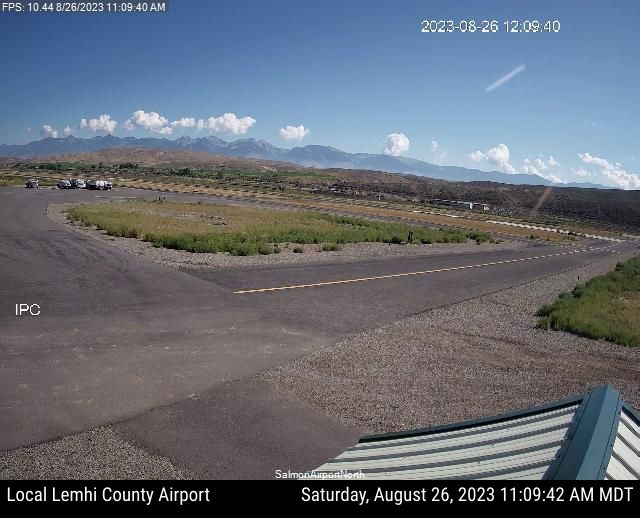 FPS: 10.44 8/26/2023 11:09:40 AM
2023-08-26 12:09:40
IPC
SalmonAirportNorth
Local Lemhi County Airport Saturday, August 26, 2023 11:09:42 AM MDT